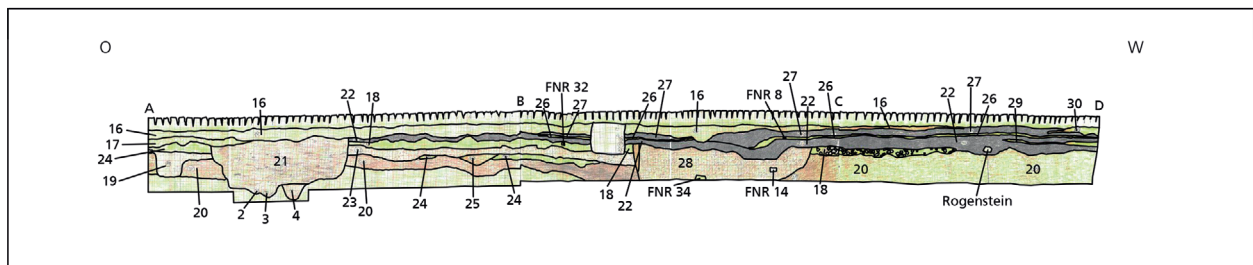 O W
27
FNR 32 27 FNR 8 26 22 27
A 16 22 18 B 26 27 26 16 22 C 16 26 29 30 D
16
17
24
21
28 20 20
19
20 2 3 4 23 20 24 25 24 18 22 FNR 34 FNR 14 18 Rogenstein